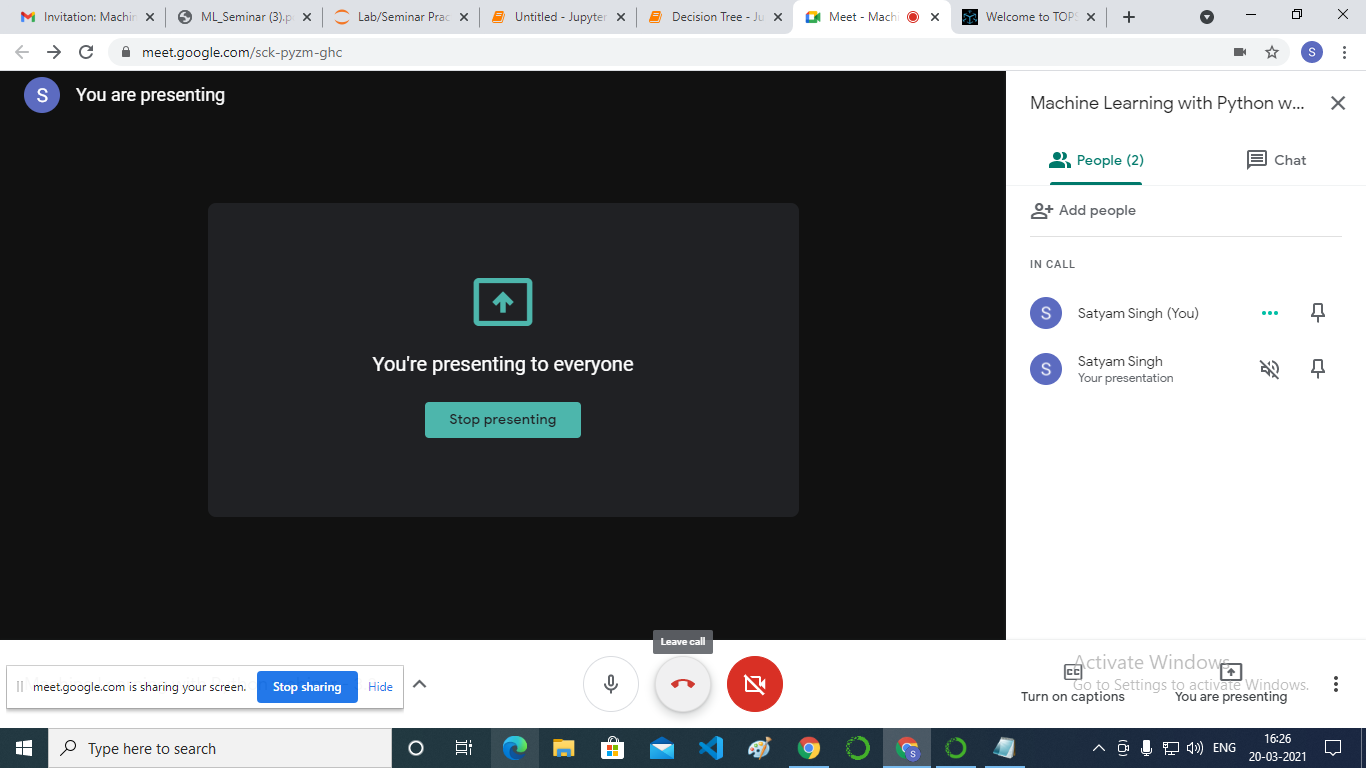 Invitation: Machin
ML_Seminar (3).p
Lab/Seminar Prac
Untitled - Jupyter
Decision Tree - Ju
Meet - Mach
Welcome to TOPS
meet.google.com/sck-pyzm-ghc
S
S
You are presenting
Machine Learning with Python w...
People (2)
Chat
Add people
IN CALL
S
Satyam Singh (You)
S
Satyam Singh
Your presentation
You're presenting to everyone
Stop presenting
Leave call
meet.google.com is sharing your screen.
Stop sharing
Hide
Activate Windows
Go to Settings to activate Windows.
Turn on captions
You are presenting
Type here to search
S
ENG
16:26
20-03-2021